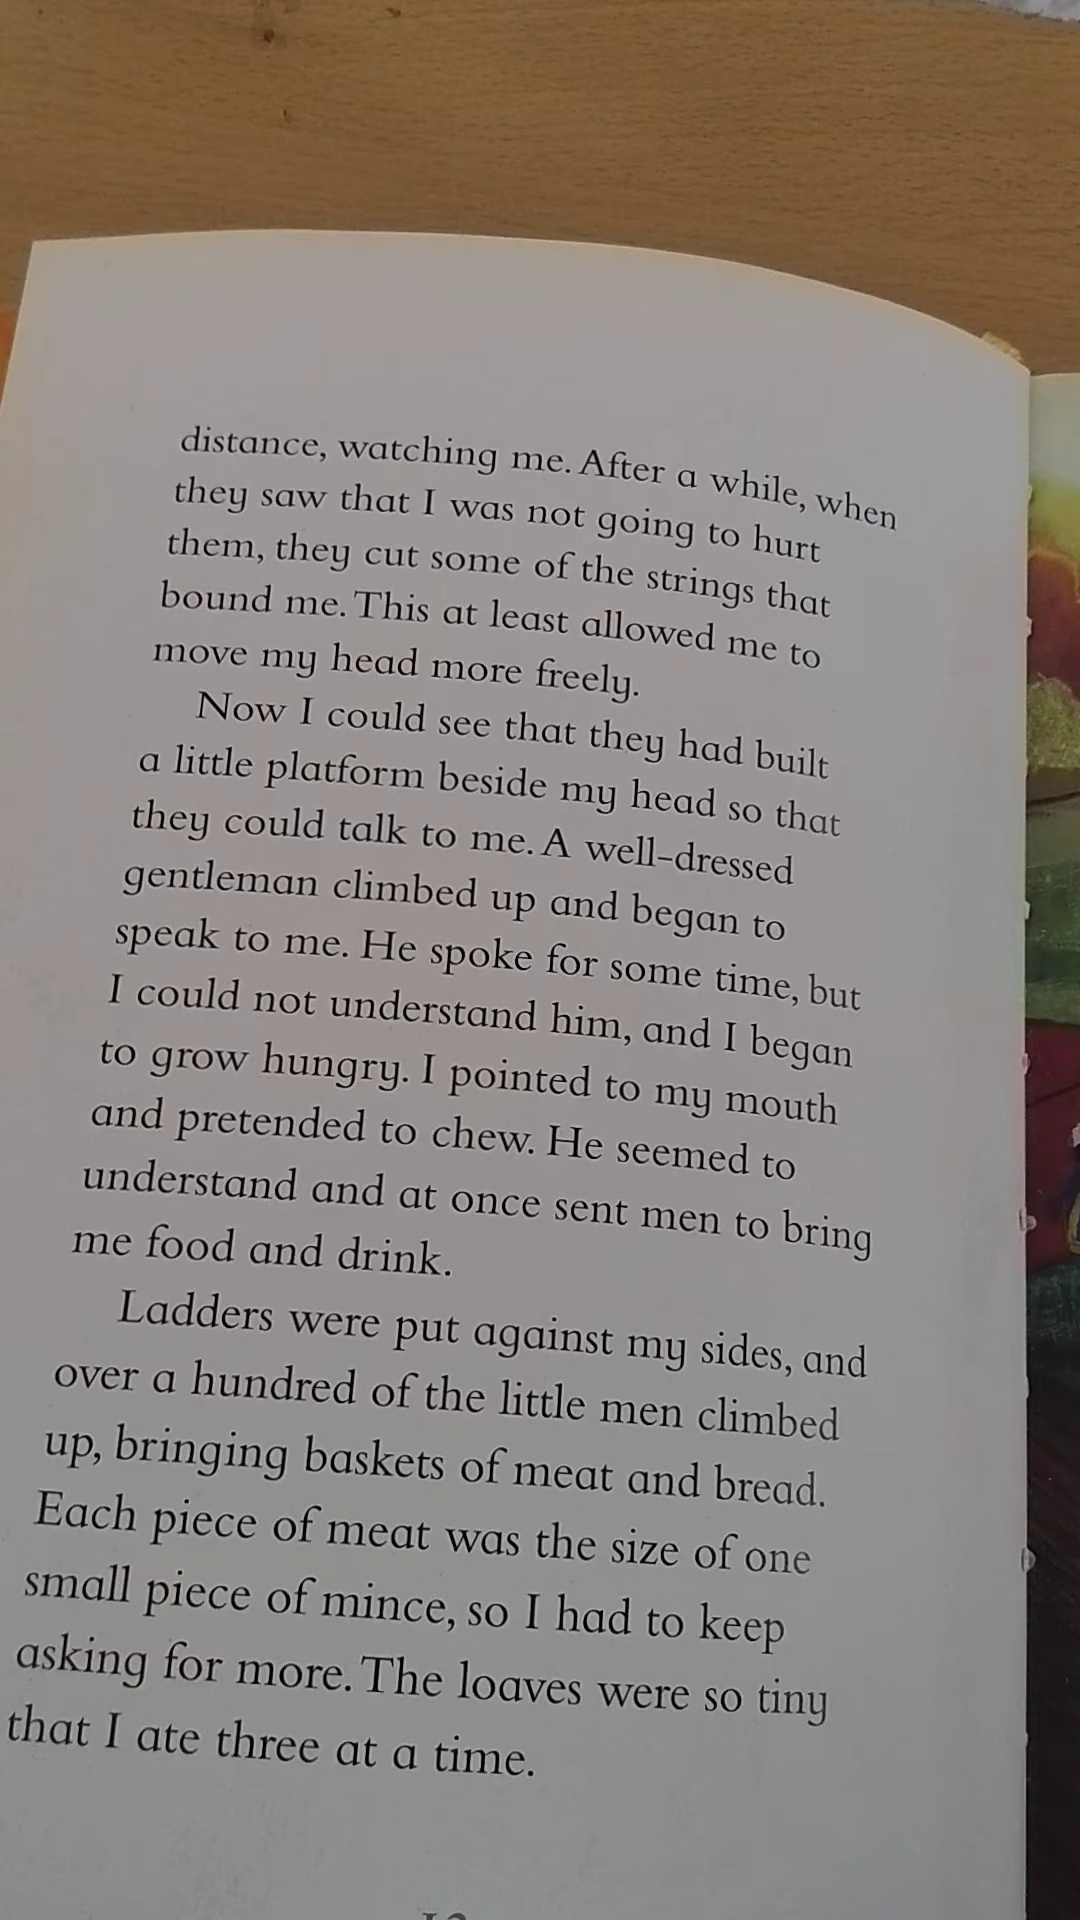 distance, watching me. After a while, when
they saw that I was not going to hurt
them, they cut some of the strings that
bound me. This at least allowed me to
move my head more freely.
Now I could see that they had built
a little platform beside my head so that
they could talk to me. A well-dressed
gentleman climbed up and began to
speak to me. He spoke for some time, but
I could not understand him, and I began
to grow hungry. I pointed to my mouth
and pretended to chew. He seemed to
understand and at once sent men to bring
me food and drink.
Ladders were put against my sides, and
over a hundred of the little men climbed
up, bringing baskets of meat and bread.
Each piece of meat was the size of one
small piece of mince, so I had to keep
asking for more. The loaves were so tiny
that I ate three at a time.